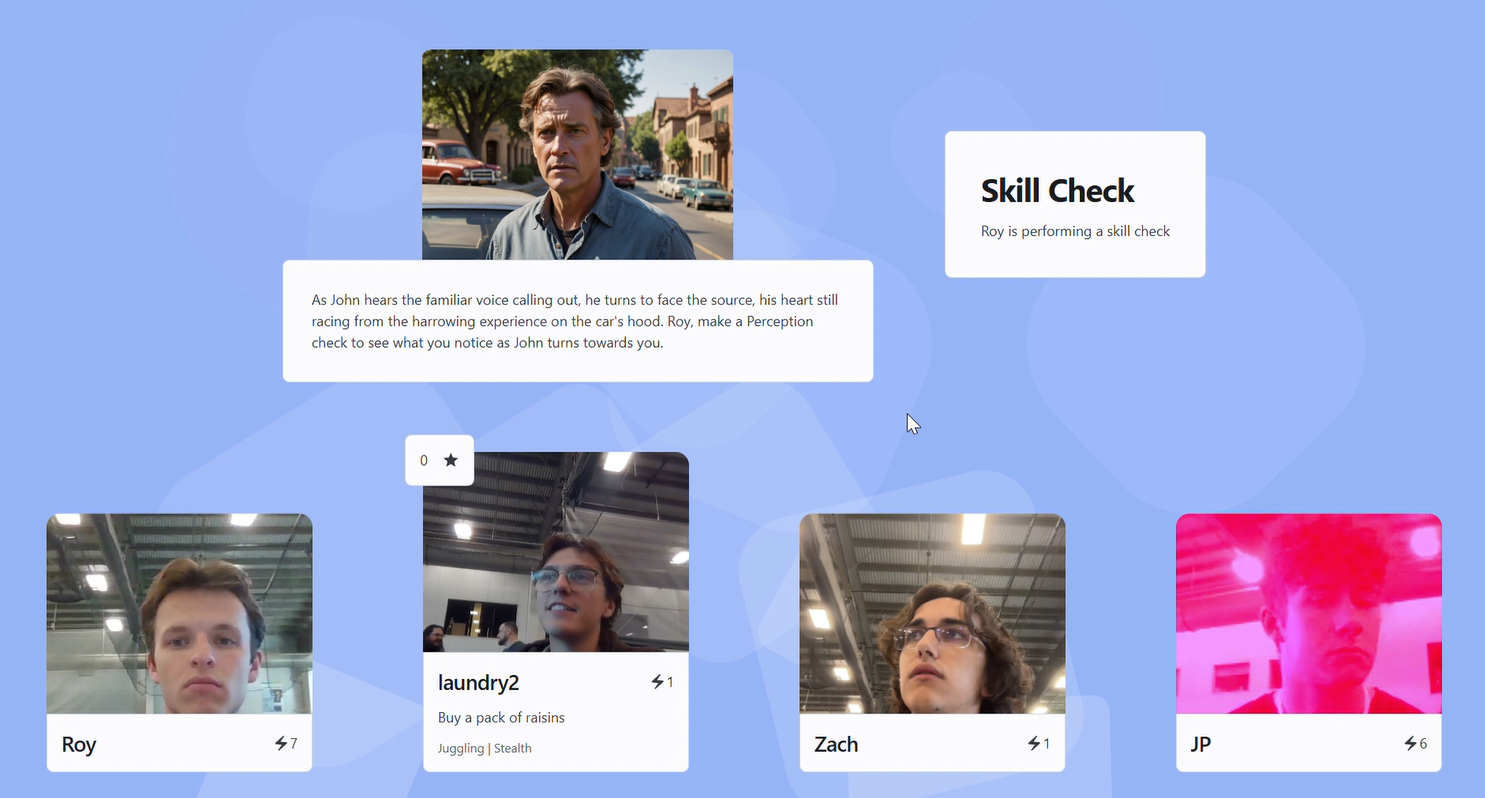 Skill Check
Roy is performing a skill check
As John hears the familiar voice calling out, he turns to face the source, his heart still
racing from the harrowing experience on the car's hood. Roy, make a Perception
check to see what you notice as John turns towards you.
0
Roy
7
laundry2
1
Buy a pack of raisins
Juggling | Stealth
Zach
1
JP
6